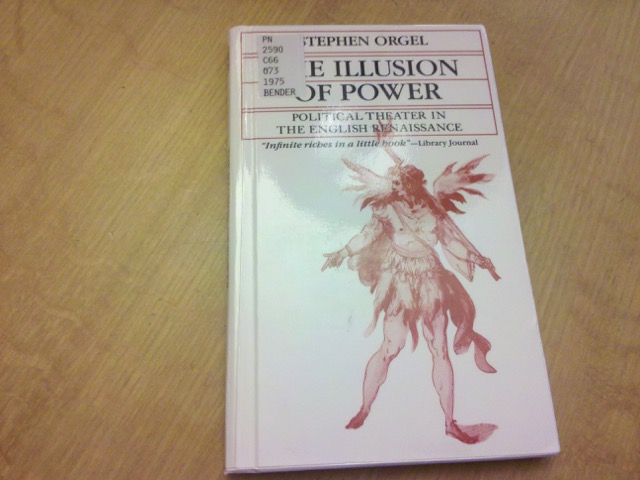 PN
2590
C66
073
1975
BENDER
STEPHEN ORGEL
E ILLUSION
OF POWER
POLITICAL THEATER IN
THE ENGLISH RENAISSANCE
"Infinite riches in a little book"—Library Journal